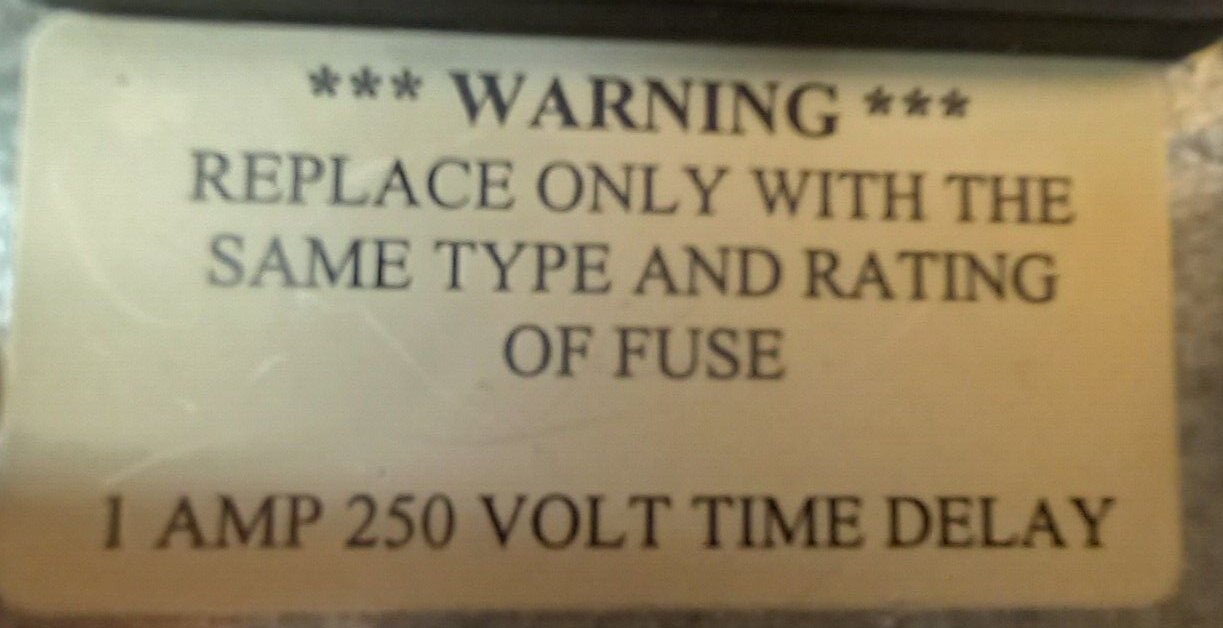 *** WARNING ***
REPLACE ONLY WITH THE
SAME TYPE AND RATING
OF FUSE
1 AMP 250 VOLT TIME DELAY